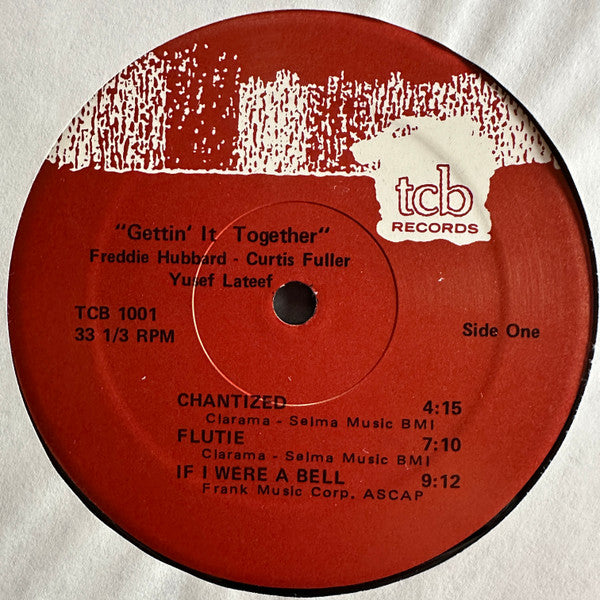 tcb
RECORDS
"Gettin' It Together"
Freddie Hubbard - Curtis Fuller
Yusef Lateef
TCB 1001
33 1/3 RPM
Side One
CHANTIZED 4:15
Clarama - Selma Music BMI
FLUTIE 7:10
Clarama - Selma Music BMI
IF I WERE A BELL 9:12
Frank Music Corp. ASCAP